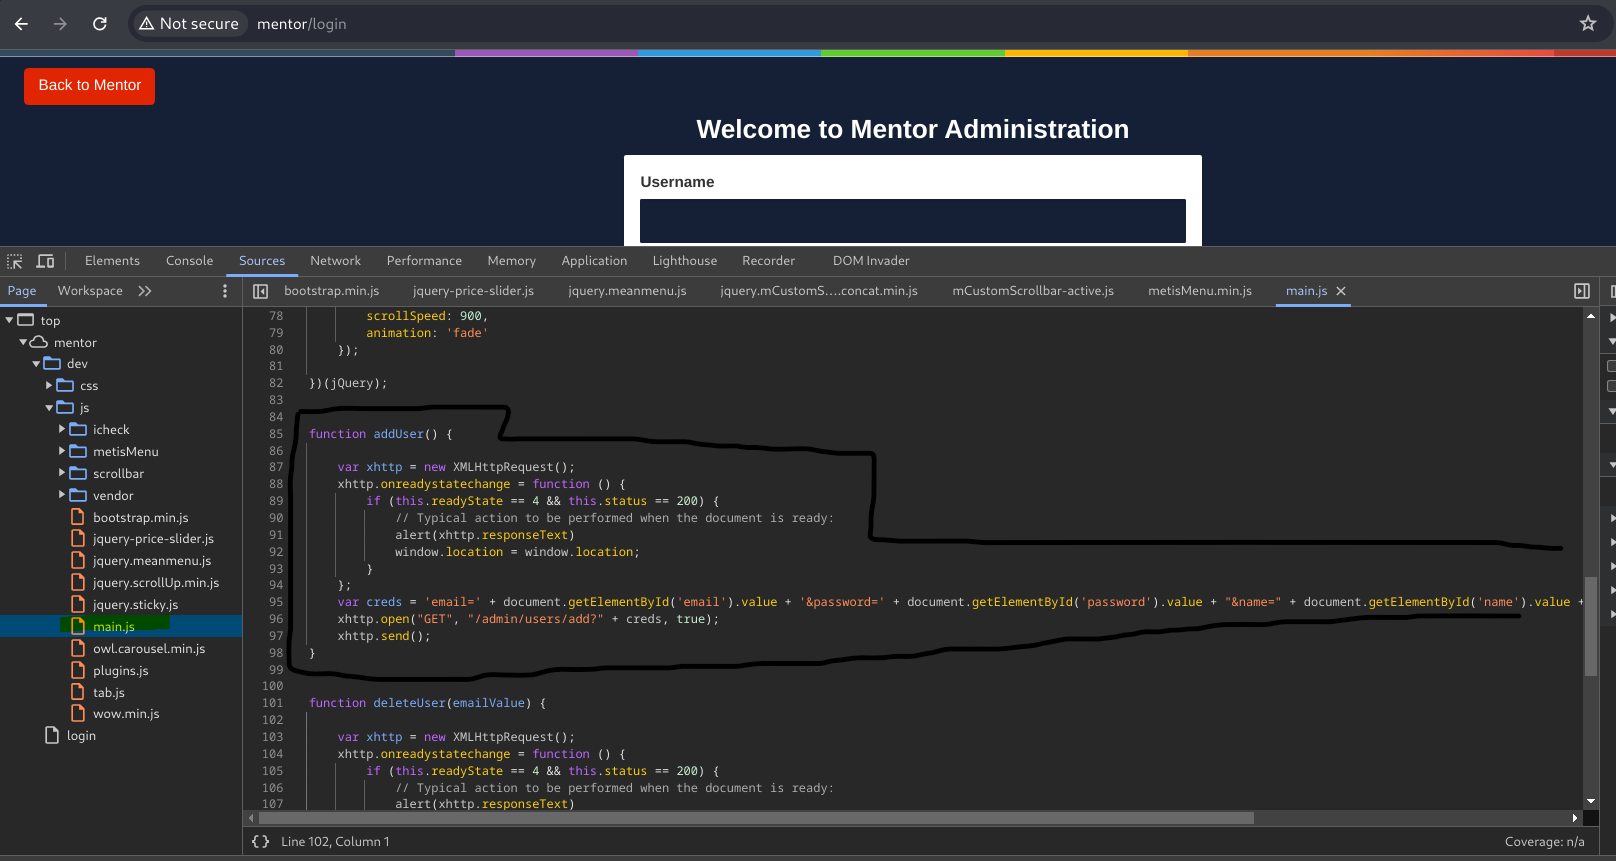 Not secure mentor/login
Back to Mentor
Welcome to Mentor Administration
Username
Elements Console Sources Network Performance Memory Application Lighthouse Recorder DOM Invader
Page Workspace
bootstrap.min.js jquery-price-slider.js jquery.meanmenu.js jquery.mCustomS....concat.min.js mCustomScrollbar-active.js metisMenu.min.js main.js
top
mentor
dev
css
js
icheck
metisMenu
scrollbar
vendor
bootstrap.min.js
jquery-price-slider.js
jquery.meanmenu.js
jquery.scrollUp.min.js
jquery.sticky.js
main.js
owl.carousel.min.js
plugins.js
tab.js
wow.min.js
login
78 scrollSpeed: 900,
79 animation: 'fade'
80 });
81
82 })(jQuery);
83
84
85 function addUser() {
86
87 var xhttp = new XMLHttpRequest();
88 xhttp.onreadystatechange = function () {
89 if (this.readyState == 4 && this.status == 200) {
90 // Typical action to be performed when the document is ready:
91 alert(xhttp.responseText)
92 window.location = window.location;
93 }
94 };
95 var creds = 'email=' + document.getElementById('email').value + '&password=' + document.getElementById('password').value + "&name=" + document.getElementById('name').value +
96 xhttp.open("GET", "/admin/users/add?" + creds, true);
97 xhttp.send();
98 }
99
100
101 function deleteUser(emailValue) {
102
103 var xhttp = new XMLHttpRequest();
104 xhttp.onreadystatechange = function () {
105 if (this.readyState == 4 && this.status == 200) {
106 // Typical action to be performed when the document is ready:
107 alert(xhttp.responseText)
{} Line 102, Column 1
Coverage: n/a